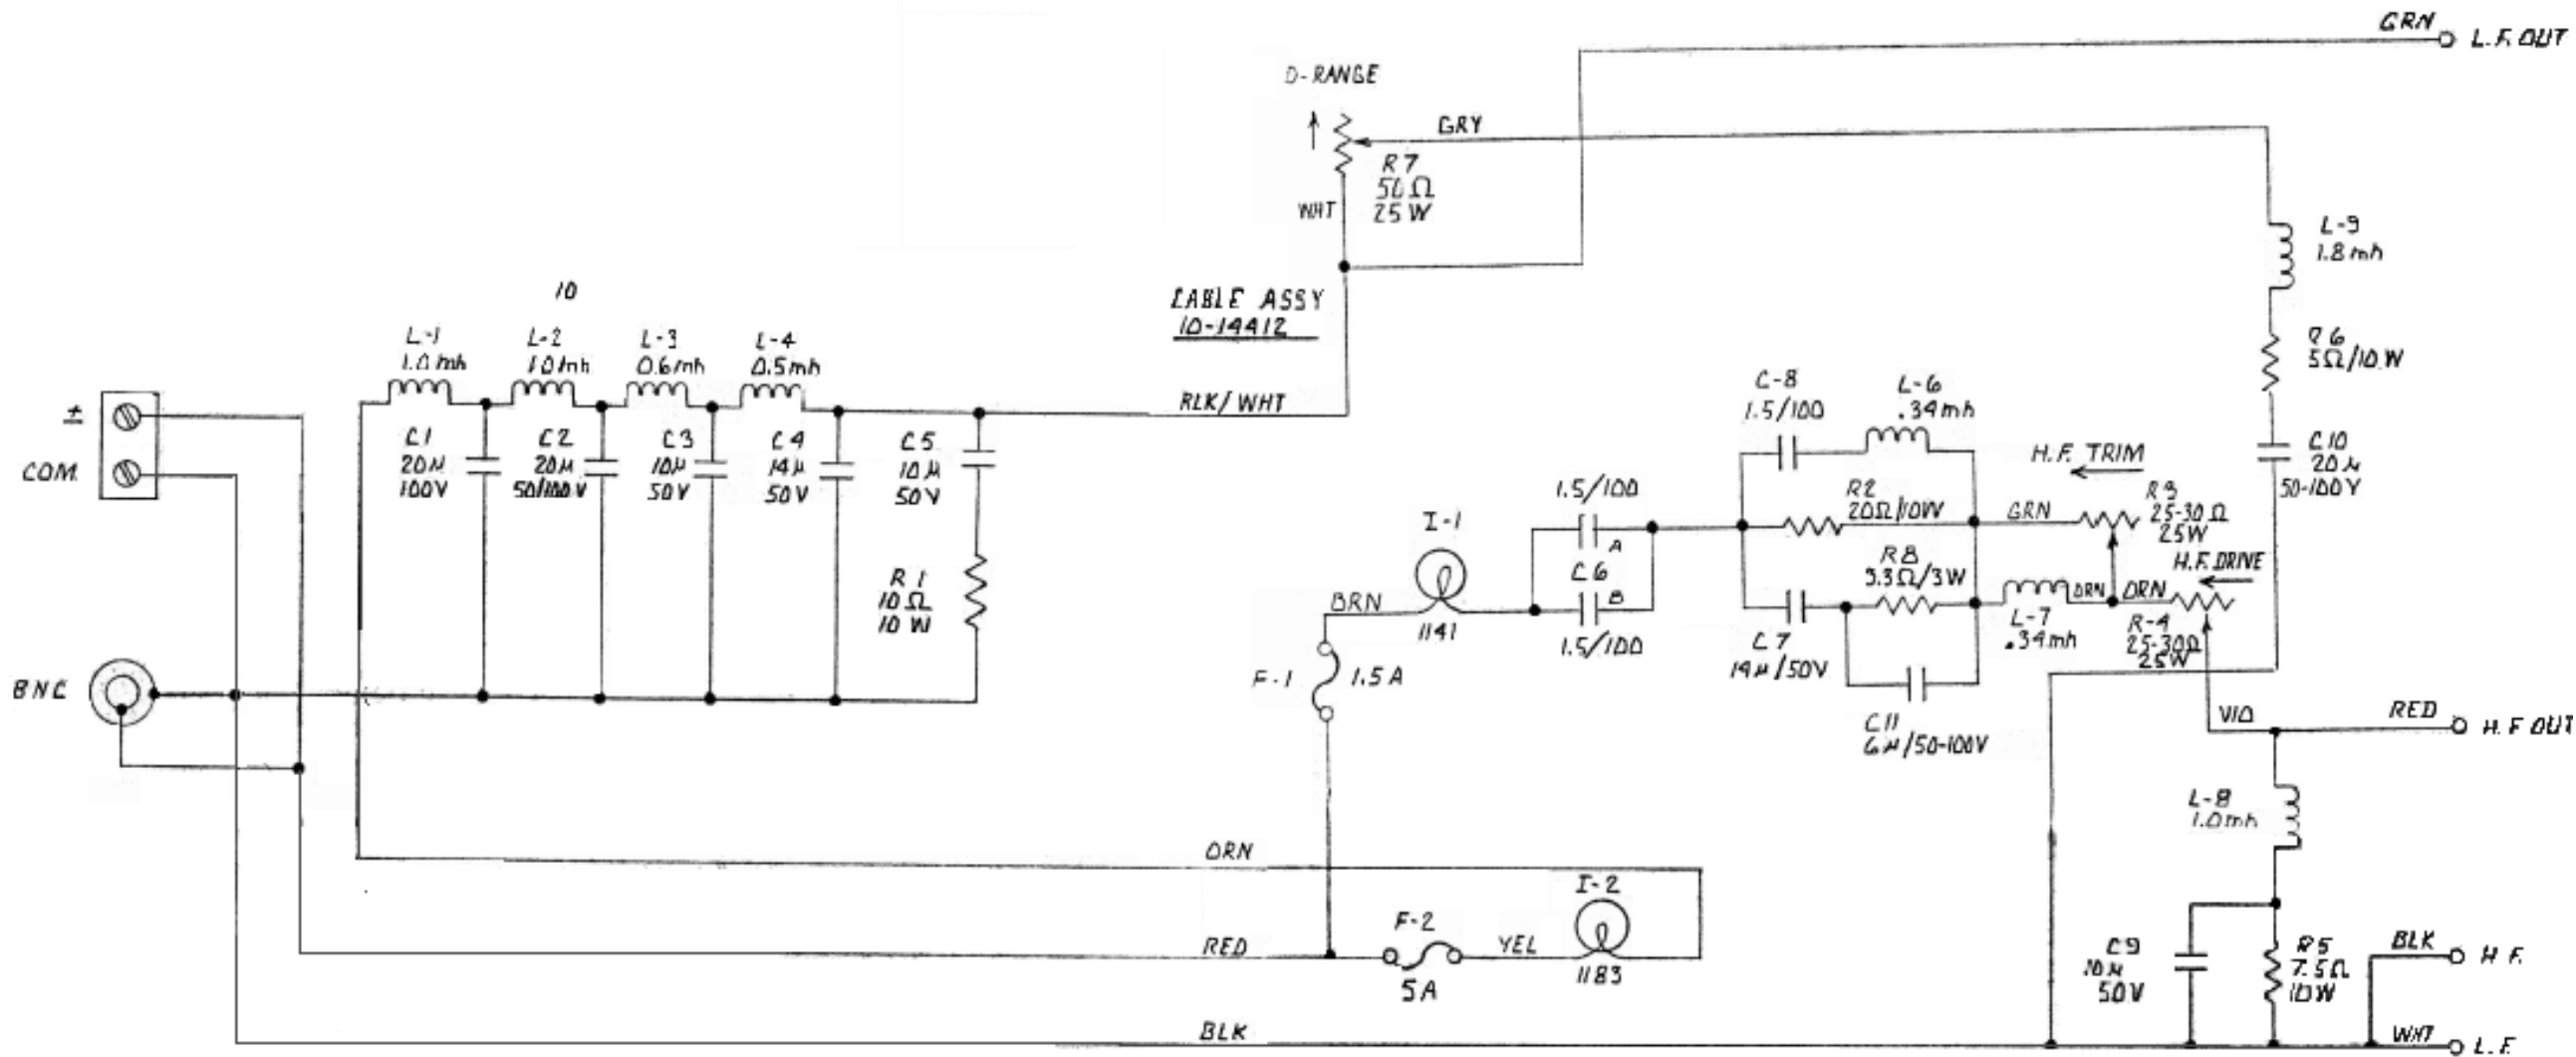 GRN
L.F. OUT
D-RANGE
GRY
R7
50Ω
25W
WHT
L-9
1.8mh
10
CABLE ASSY
10-14412
L-1
1.0mh
L-2
1.0mh
L-3
0.6mh
L-4
0.5mh
R6
5Ω/10W
BLK/WHT
C-8
1.5/100
L-6
.34mh
±
COM.
C1
20μ
100V
C2
20μ
50/100V
C3
10μ
50V
C4
14μ
50V
C5
10μ
50V
C10
20μ
50-100V
H.F. TRIM
1.5/100
R2
20Ω/10W
GRN
R3
25-30Ω
25W
I-1
A
C6
B
1.5/100
R8
3.3Ω/3W
H.F. DRIVE
R1
10Ω
10W
BRN
1141
ORN
ORN
L-7
.34mh
R-4
25-30Ω
25W
C7
14μ/50V
BNC
F-1
1.5A
C11
6μ/50-100V
VIO
RED
H.F OUT
L-8
1.0mh
ORN
I-2
F-2
RED
YEL
5A
1183
C9
10μ
50V
R5
7.5Ω
10W
BLK
H F.
BLK
WHT
L.F.